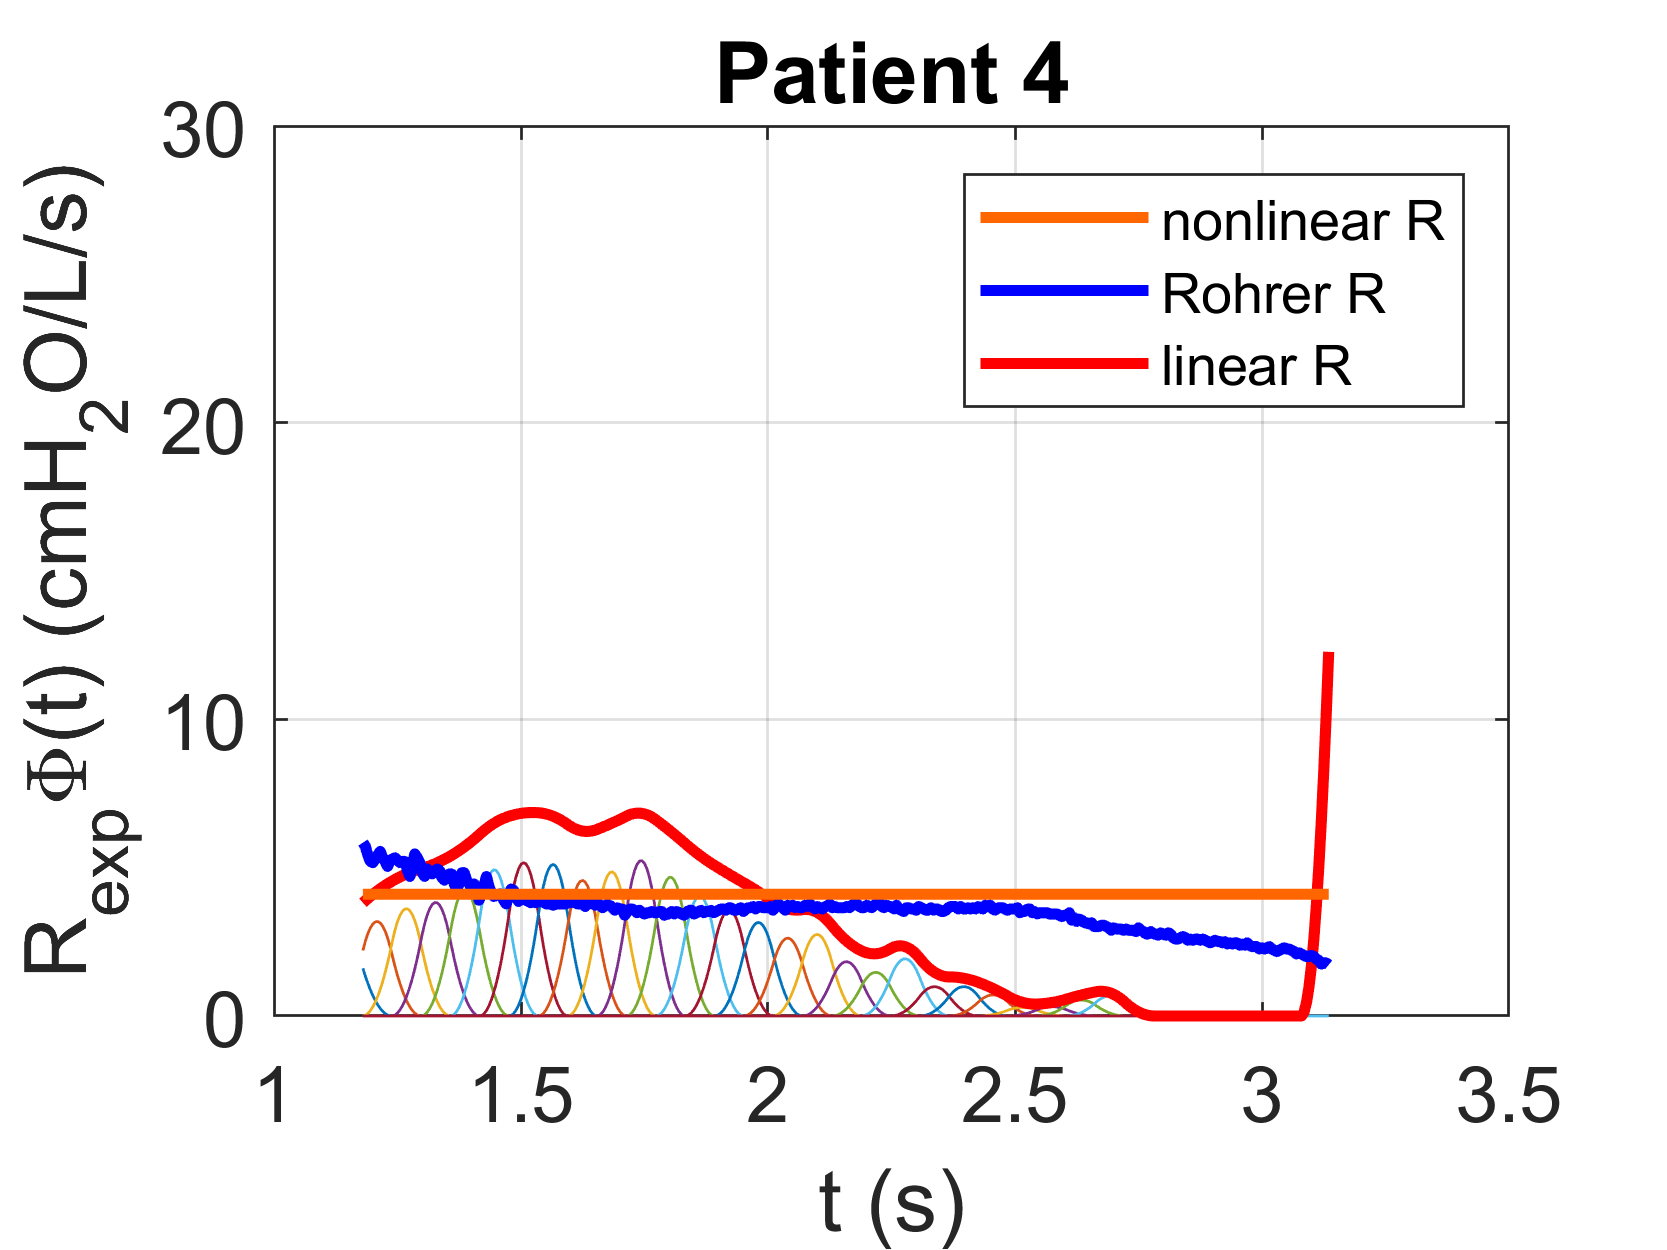 Patient 4
R_expΦ(t) (cmH_2O/L/s)
30
20
10
0
nonlinear R
Rohrer R
linear R
1 1.5 2 2.5 3 3.5
t (s)